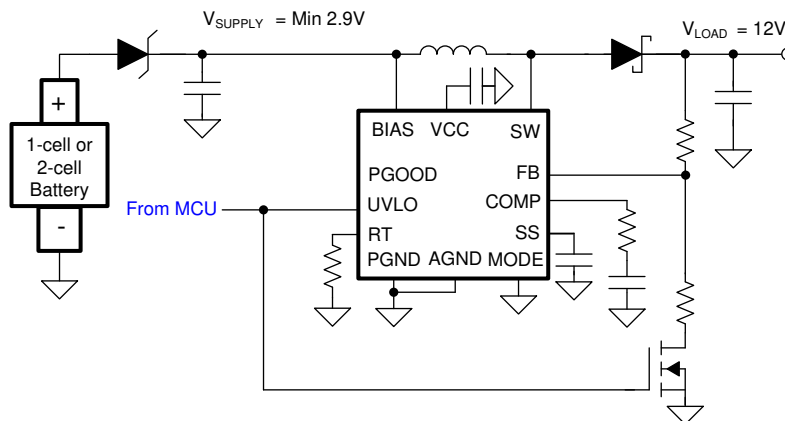 V_SUPPLY = Min 2.9V
V_LOAD = 12V
+
1-cell or
2-cell
Battery
-
BIAS VCC SW
PGOOD FB
From MCU UVLO COMP
RT SS
PGND AGND MODE